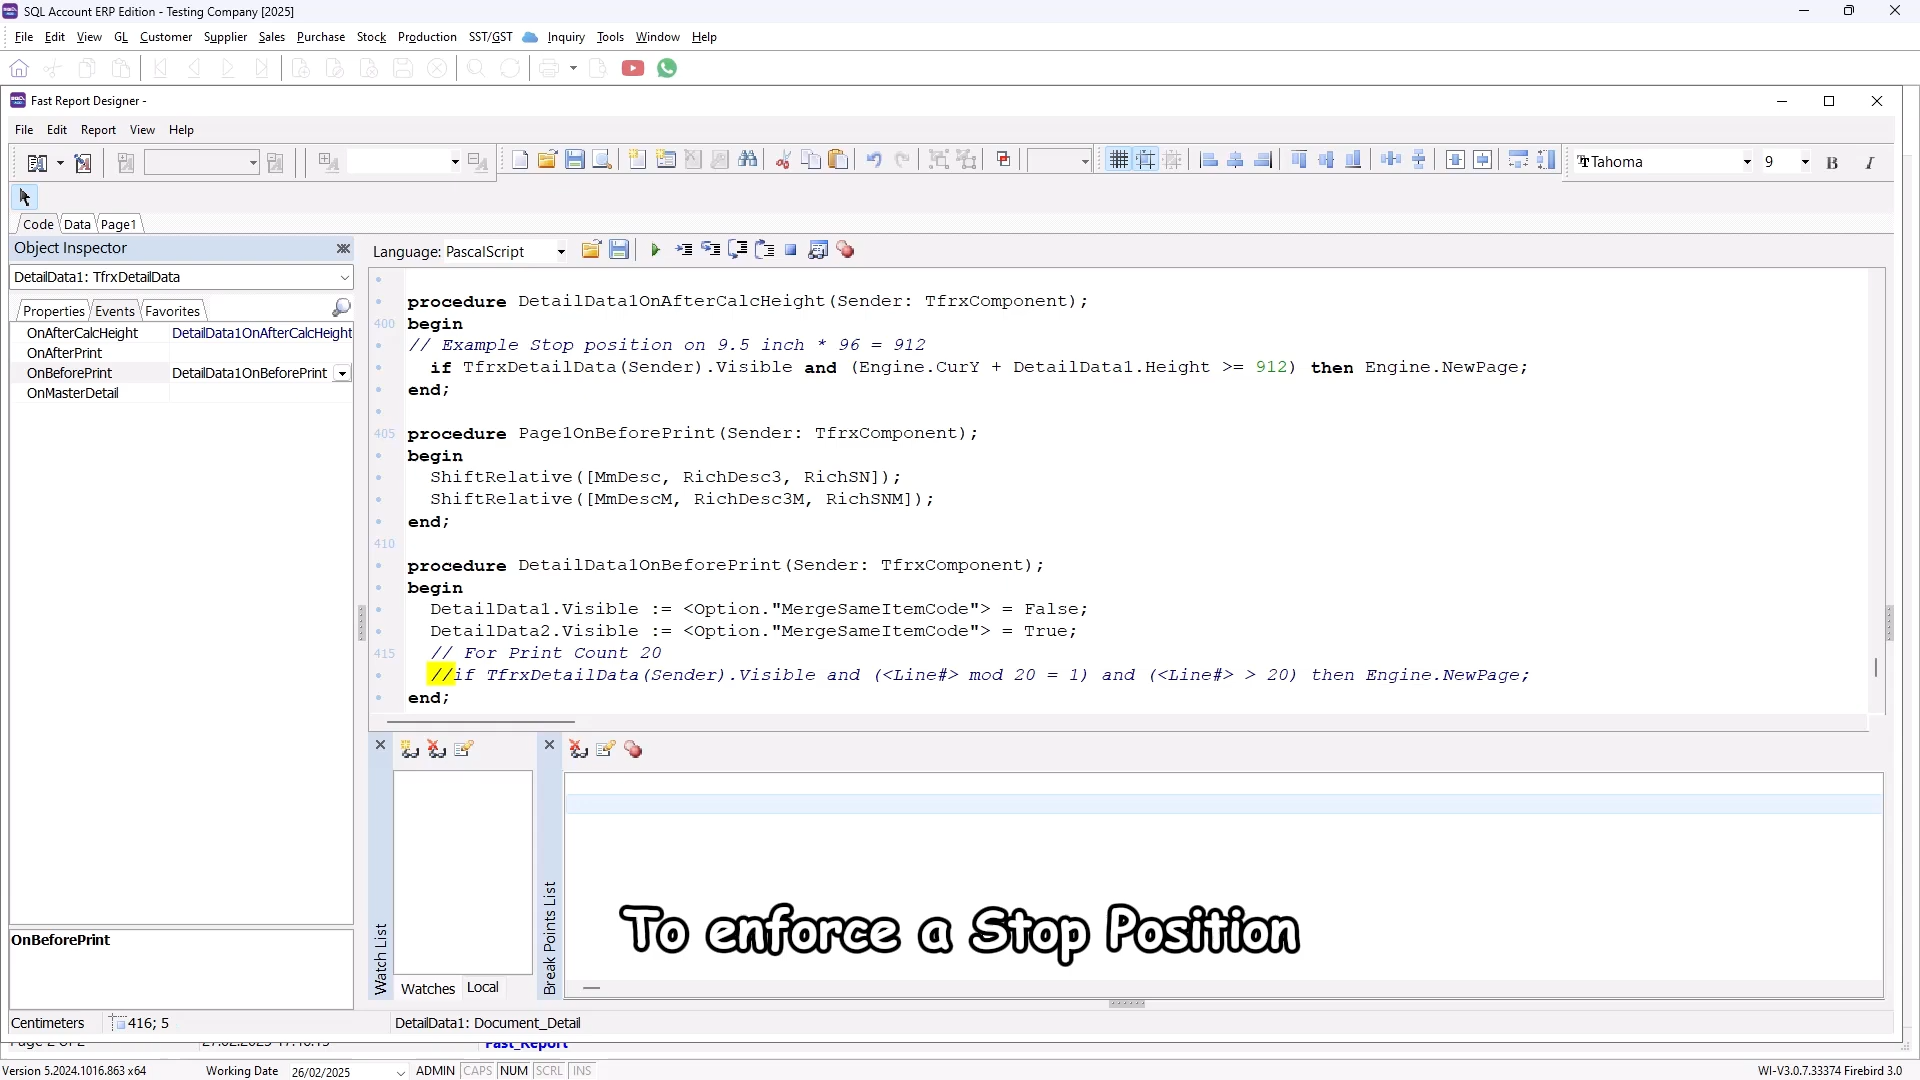 SQL Account ERP Edition - Testing Company [2025]
File Edit View GL Customer Supplier Sales Purchase Stock Production SST/GST Inquiry Tools Window Help
Fast Report Designer -
File Edit Report View Help
Tahoma 9 B I
Code Data Page1
Object Inspector
DetailData1: TfrxDetailData
Properties Events Favorites
OnAfterCalcHeight DetailData1OnAfterCalcHeight
OnAfterPrint
OnBeforePrint DetailData1OnBeforePrint
OnMasterDetail
OnBeforePrint
Language: PascalScript
procedure DetailData1OnAfterCalcHeight(Sender: TfrxComponent);
400 begin
// Example Stop position on 9.5 inch * 96 = 912
if TfrxDetailData(Sender).Visible and (Engine.CurY + DetailData1.Height >= 912) then Engine.NewPage;
end;
405 procedure Page1OnBeforePrint(Sender: TfrxComponent);
begin
ShiftRelative([MmDesc, RichDesc3, RichSN]);
ShiftRelative([MmDescM, RichDesc3M, RichSNM]);
end;
410
procedure DetailData1OnBeforePrint(Sender: TfrxComponent);
begin
DetailData1.Visible := <Option."MergeSameItemCode"> = False;
DetailData2.Visible := <Option."MergeSameItemCode"> = True;
415 // For Print Count 20
//if TfrxDetailData(Sender).Visible and (<Line#> mod 20 = 1) and (<Line#> > 20) then Engine.NewPage;
end;
Watch List
Watches Local
Break Points List
To enforce a Stop Position
Centimeters 416; 5 DetailData1: Document_Detail
Fast_Report
Version 5.2024.1016.863 x64 Working Date 26/02/2025 ADMIN CAPS NUM SCRL INS WI-V3.0.7.33374 Firebird 3.0